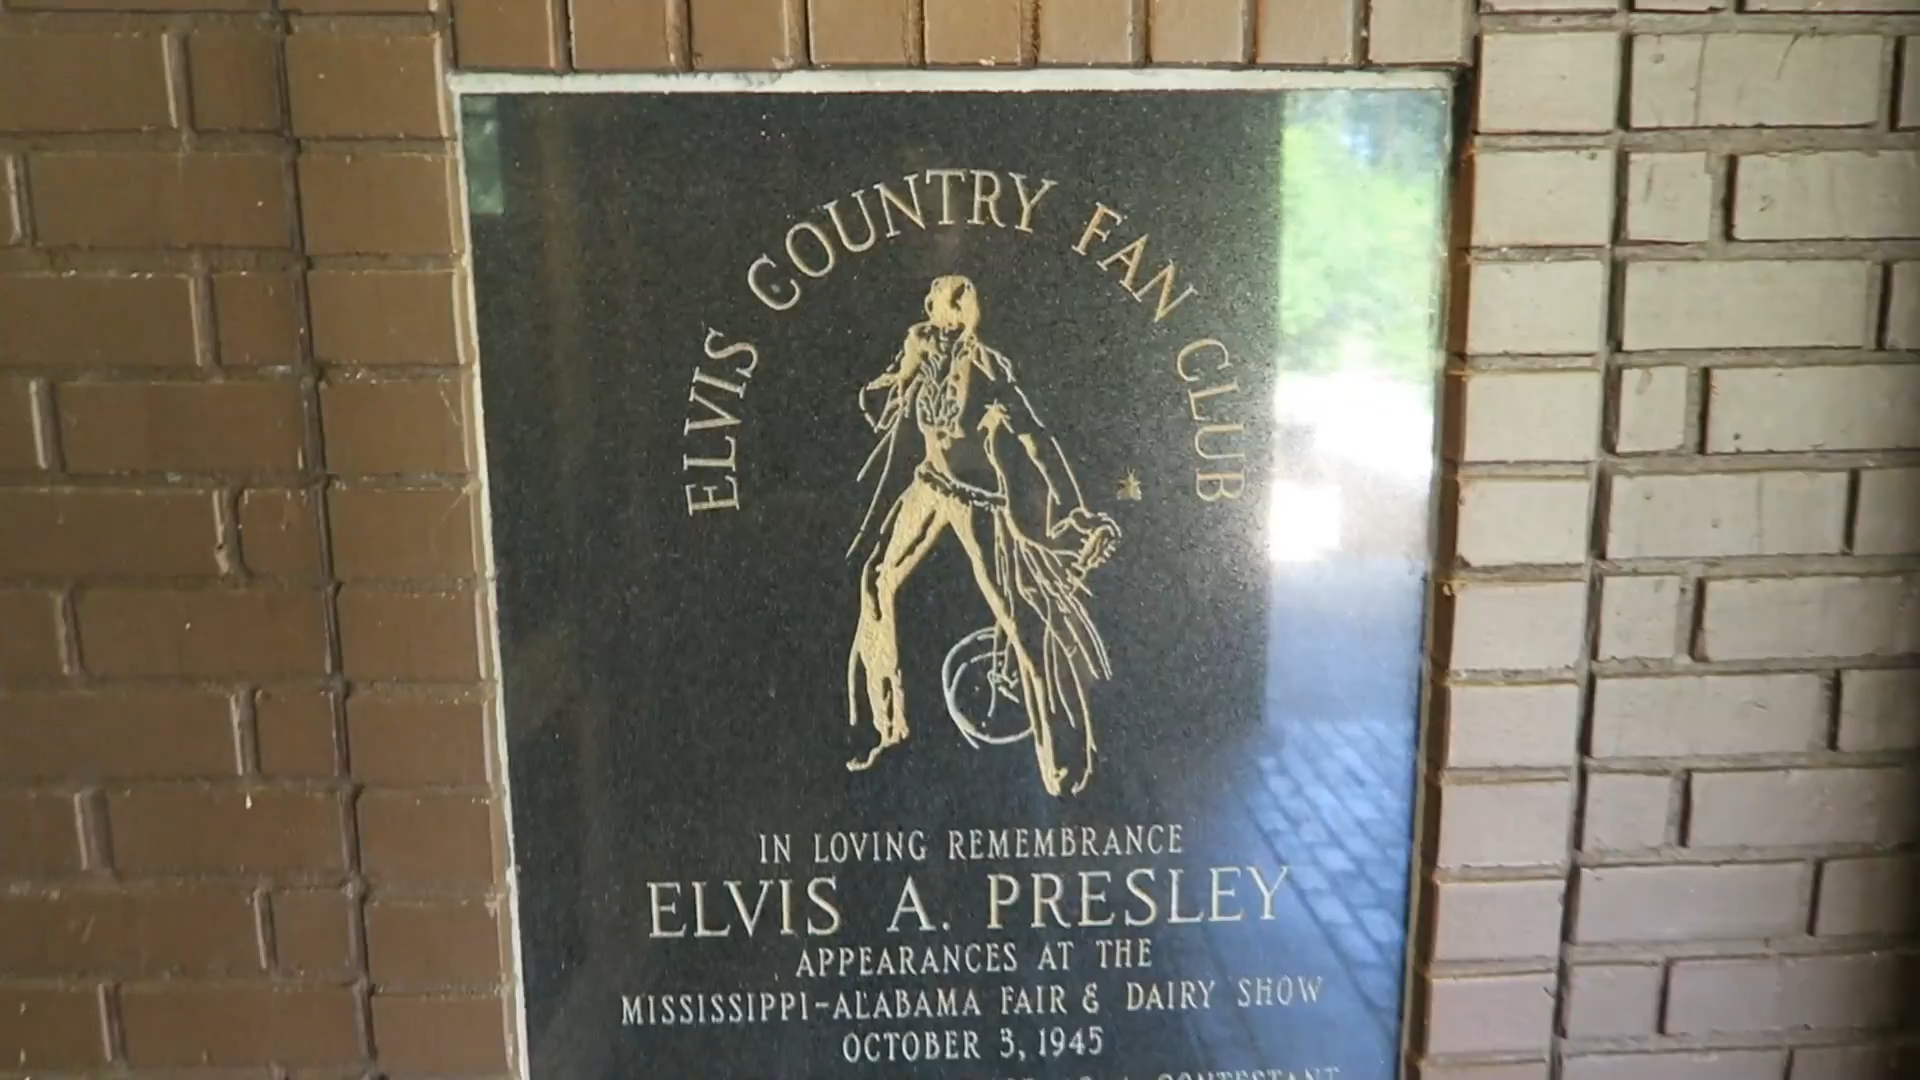 ELVIS COUNTRY FAN CLUB
IN LOVING REMEMBRANCE
ELVIS A. PRESLEY
APPEARANCES AT THE
MISSISSIPPI-ALABAMA FAIR & DAIRY SHOW
OCTOBER 3, 1945
A CONTESTANT